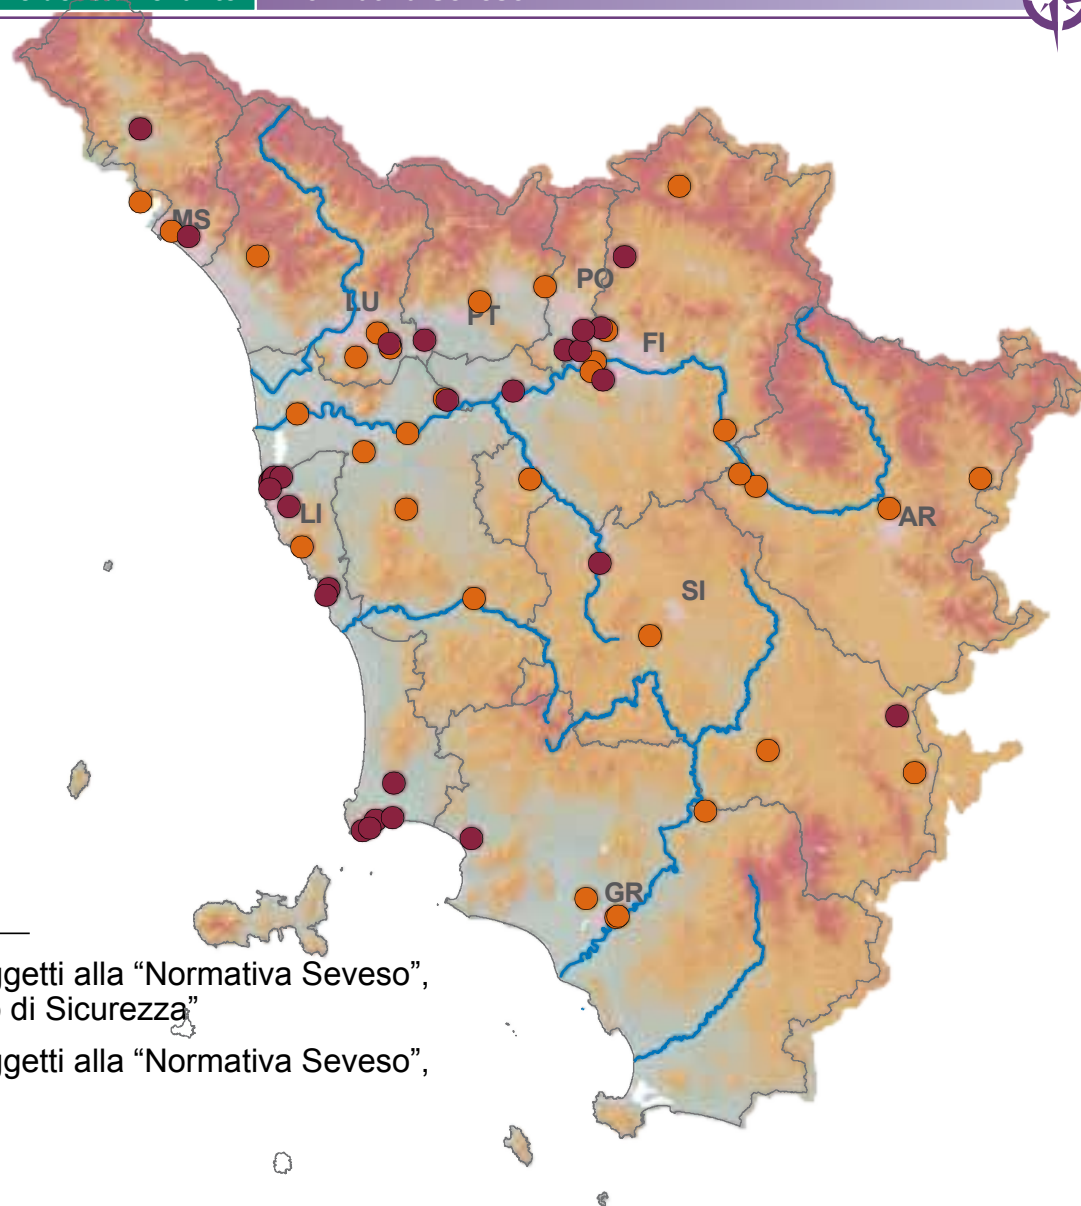 MS
LU
PT
PO
FI
LI
AR
SI
GR
ggetti alla “Normativa Seveso”,
di Sicurezza”
ggetti alla “Normativa Seveso”,